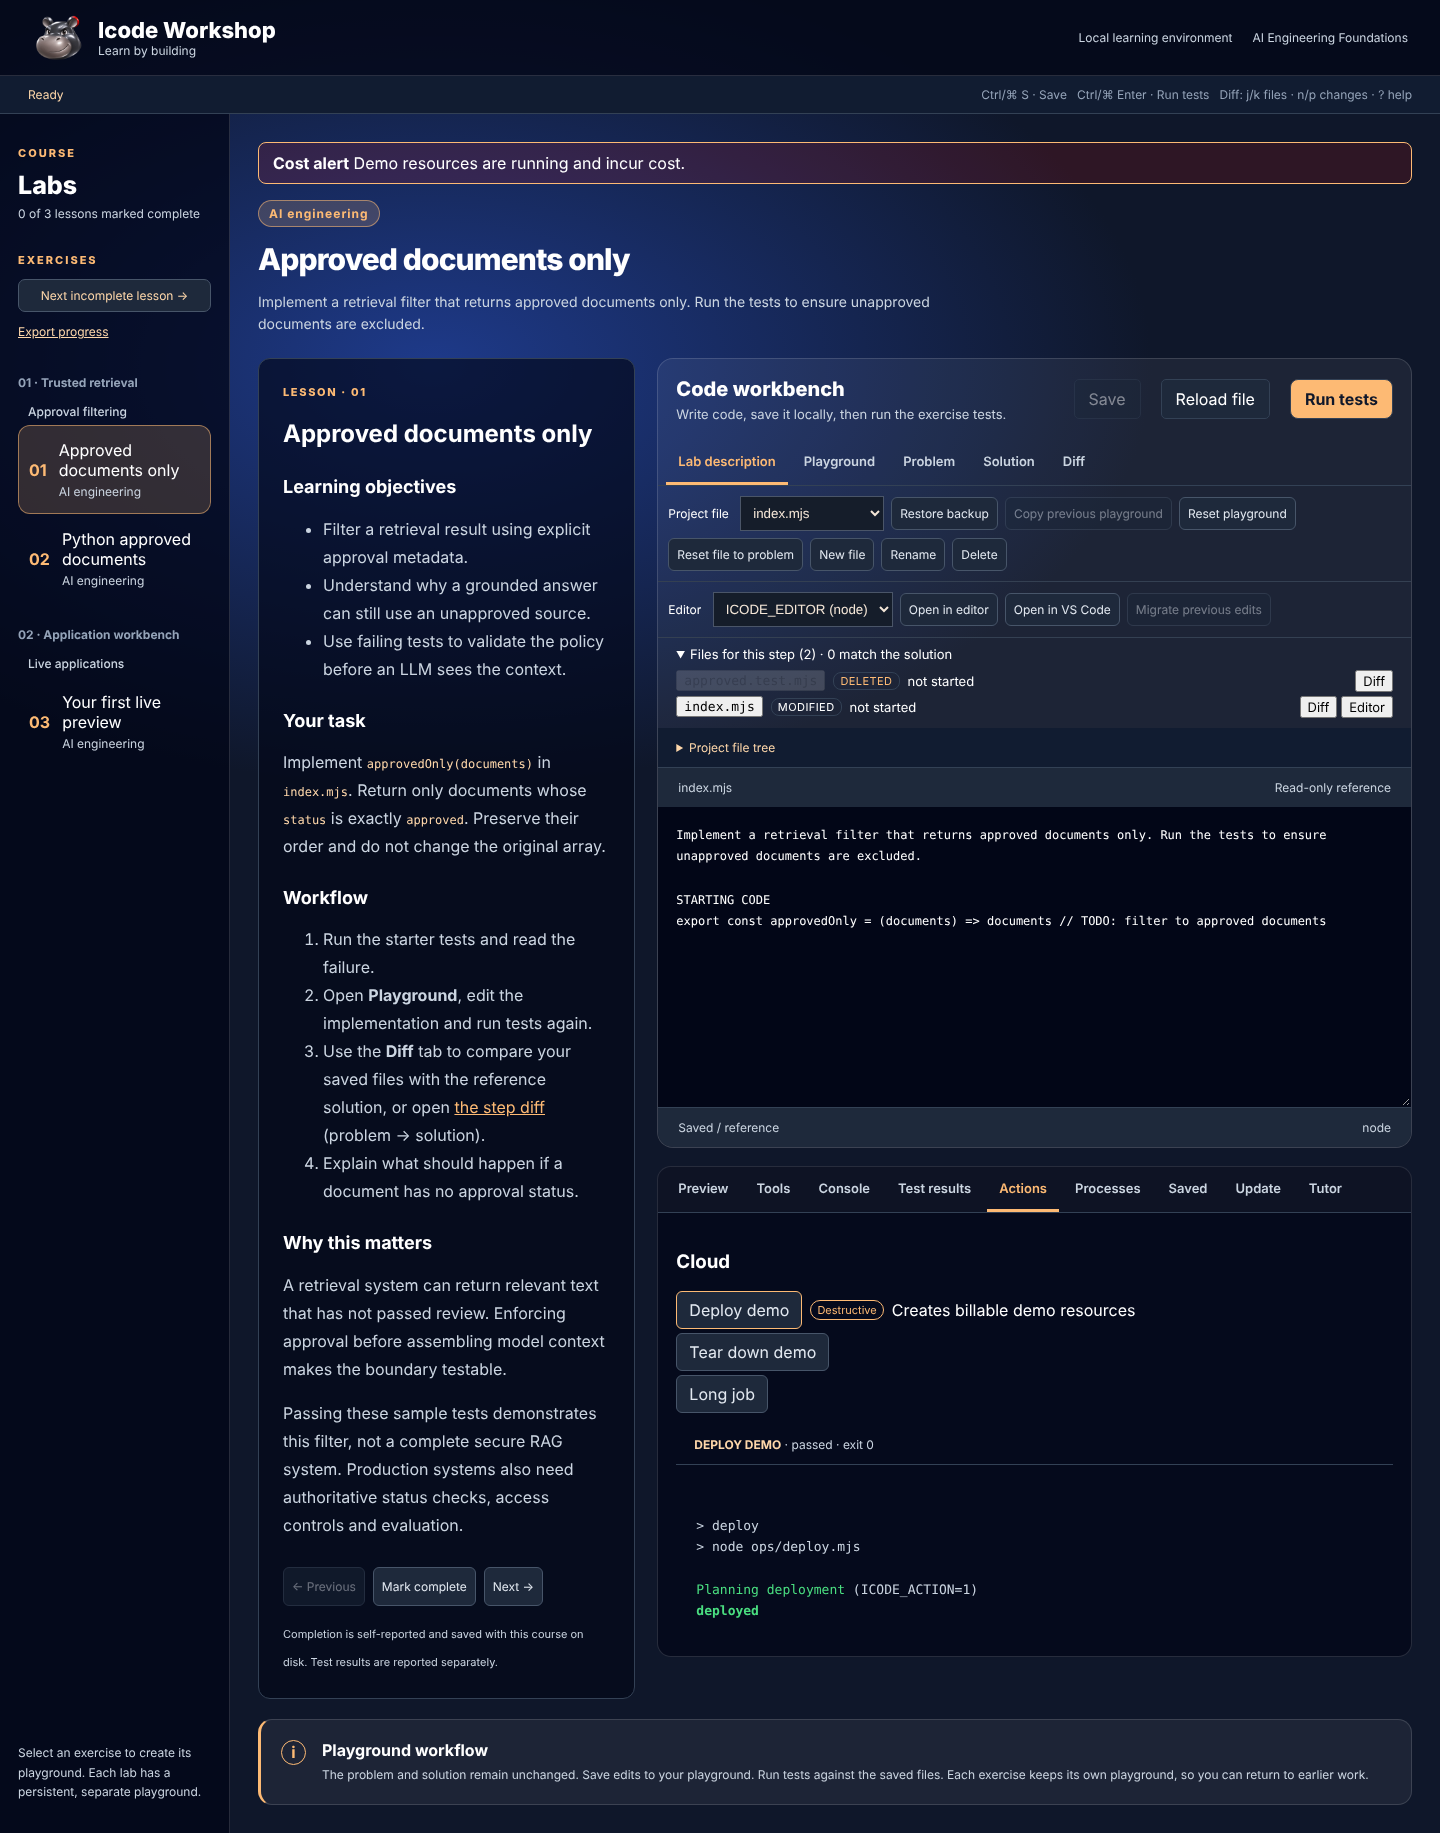 Icode Workshop
Learn by building
Local learning environment AI Engineering Foundations
Ready
Ctrl/⌘ S · Save Ctrl/⌘ Enter · Run tests Diff: j/k files · n/p changes · ? help
COURSE
Labs
0 of 3 lessons marked complete
EXERCISES
Next incomplete lesson →
Export progress
01 · Trusted retrieval
Approval filtering
01 Approved
documents only
AI engineering
02 Python approved
documents
AI engineering
02 · Application workbench
Live applications
03 Your first live
preview
AI engineering
Select an exercise to create its
playground. Each lab has a
persistent, separate playground.
Cost alert Demo resources are running and incur cost.
AI engineering
Approved documents only
Implement a retrieval filter that returns approved documents only. Run the tests to ensure unapproved
documents are excluded.
LESSON · 01
Approved documents only
Learning objectives
• Filter a retrieval result using explicit
approval metadata.
• Understand why a grounded answer
can still use an unapproved source.
• Use failing tests to validate the policy
before an LLM sees the context.
Your task
Implement approvedOnly(documents) in
index.mjs. Return only documents whose
status is exactly approved. Preserve their
order and do not change the original array.
Workflow
1. Run the starter tests and read the
failure.
2. Open Playground, edit the
implementation and run tests again.
3. Use the Diff tab to compare your
saved files with the reference
solution, or open the step diff
(problem → solution).
4. Explain what should happen if a
document has no approval status.
Why this matters
A retrieval system can return relevant text
that has not passed review. Enforcing
approval before assembling model context
makes the boundary testable.
Passing these sample tests demonstrates
this filter, not a complete secure RAG
system. Production systems also need
authoritative status checks, access
controls and evaluation.
← Previous Mark complete Next →
Completion is self-reported and saved with this course on
disk. Test results are reported separately.
Code workbench
Write code, save it locally, then run the exercise tests.
Save Reload file Run tests
Lab description Playground Problem Solution Diff
Project file index.mjs Restore backup Copy previous playground Reset playground
Reset file to problem New file Rename Delete
Editor ICODE_EDITOR (node) Open in editor Open in VS Code Migrate previous edits
▼ Files for this step (2) · 0 match the solution
approved.test.mjs DELETED not started Diff
index.mjs MODIFIED not started Diff Editor
▶ Project file tree
index.mjs Read-only reference
Implement a retrieval filter that returns approved documents only. Run the tests to ensure
unapproved documents are excluded.
STARTING CODE
export const approvedOnly = (documents) => documents // TODO: filter to approved documents
Saved / reference node
Preview Tools Console Test results Actions Processes Saved Update Tutor
Cloud
Deploy demo Destructive Creates billable demo resources
Tear down demo
Long job
DEPLOY DEMO · passed · exit 0
> deploy
> node ops/deploy.mjs
Planning deployment (ICODE_ACTION=1)
deployed
i Playground workflow
The problem and solution remain unchanged. Save edits to your playground. Run tests against the saved files. Each exercise keeps its own playground, so you can return to earlier work.